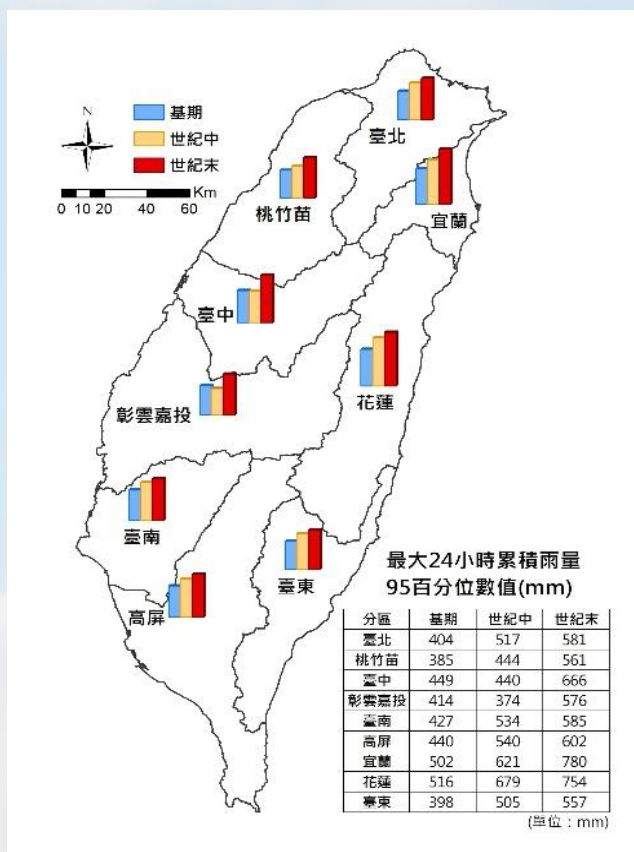 N
基期
世紀中
世紀末
Km
0 10 20 40 60
臺北
桃竹苗
宜蘭
臺中
花蓮
彰雲嘉投
臺南
臺東
高屏
最大24小時累積雨量
95百分位數值(mm)
分區 基期 世紀中 世紀末
臺北 404 517 581
桃竹苗 385 444 561
臺中 449 440 666
彰雲嘉投 414 374 576
臺南 427 534 585
高屏 440 540 602
宜蘭 502 621 780
花蓮 516 679 754
臺東 398 505 557
(單位：mm)